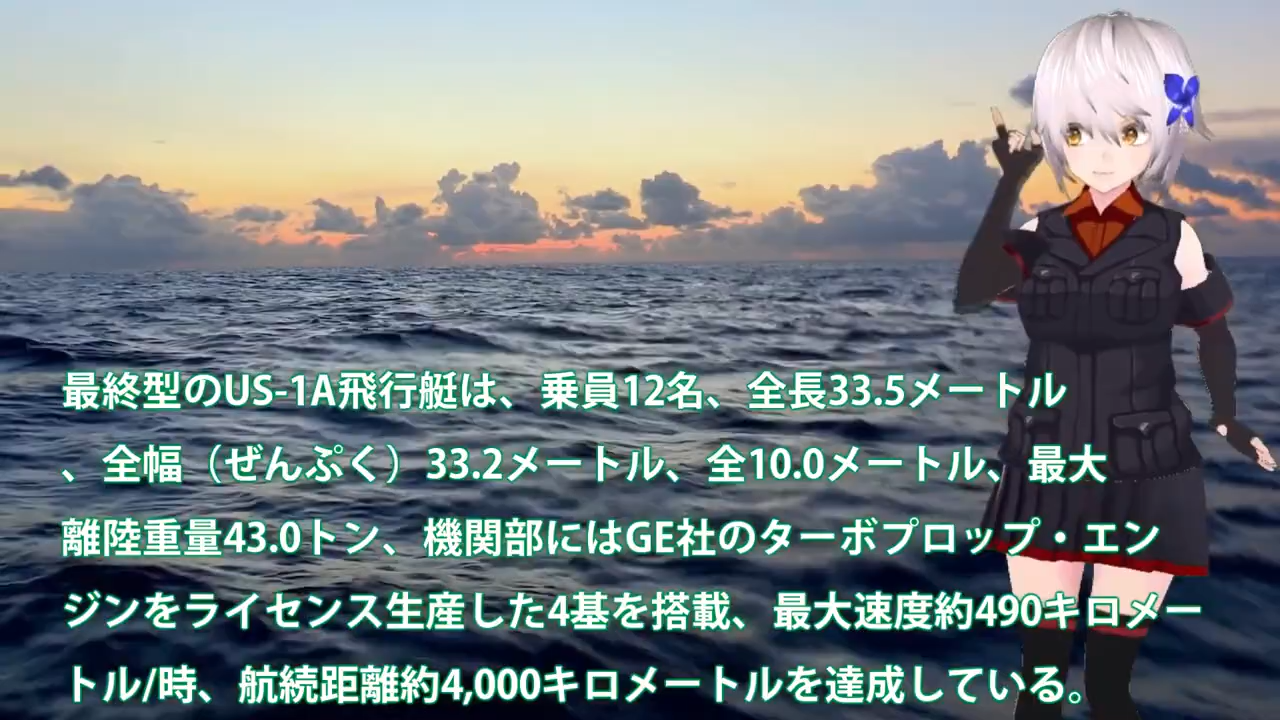 最終型のUS-1A飛行艇は、乗員12名、全長33.5メートル
、全幅（ぜんぷく）33.2メートル、全10.0メートル、最大
離陸重量43.0トン、機関部にはGE社のターボプロップ・エン
ジンをライセンス生産した4基を搭載、最大速度約490キロメー
トル/時、航続距離約4,000キロメートルを達成している。